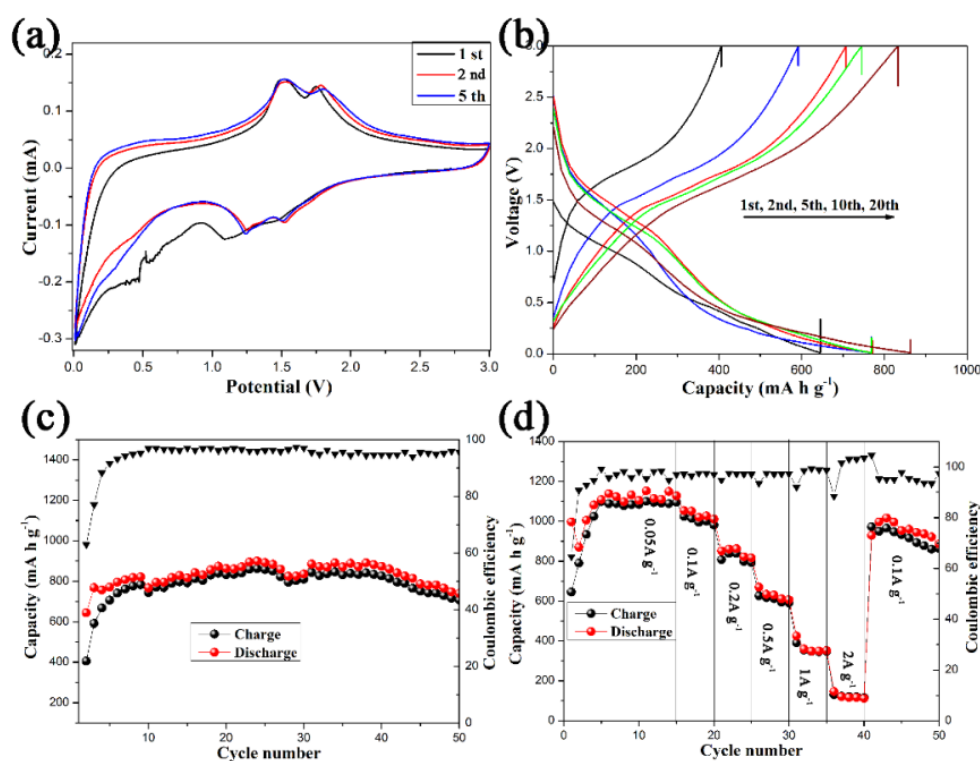 (a)
0.2
0.1
0.0
-0.1
-0.2
-0.3
Current (mA)
1 st
2 nd
5 th
0.0 0.5 1.0 1.5 2.0 2.5 3.0
Potential (V)
(b)
3.0
2.5
2.0
1.5
1.0
0.5
0.0
Voltage (V)
1st, 2nd, 5th, 10th, 20th
0 200 400 600 800 1000
Capacity (mA h g⁻¹)
(c)
1400
1200
1000
800
600
400
200
Capacity (mA h g⁻¹)
Charge
Discharge
100
80
60
40
20
0
Coulombic efficiency
10 20 30 40 50
Cycle number
(d)
1400
1200
1000
800
600
400
200
0
Capacity (mA h g⁻¹)
Charge
Discharge
0.05A g⁻¹
0.1A g⁻¹
0.2A g⁻¹
0.5A g⁻¹
1A g⁻¹
2A g⁻¹
0.1A g⁻¹
100
80
60
40
20
0
Coulombic efficiency
0 10 20 30 40 50
Cycle number